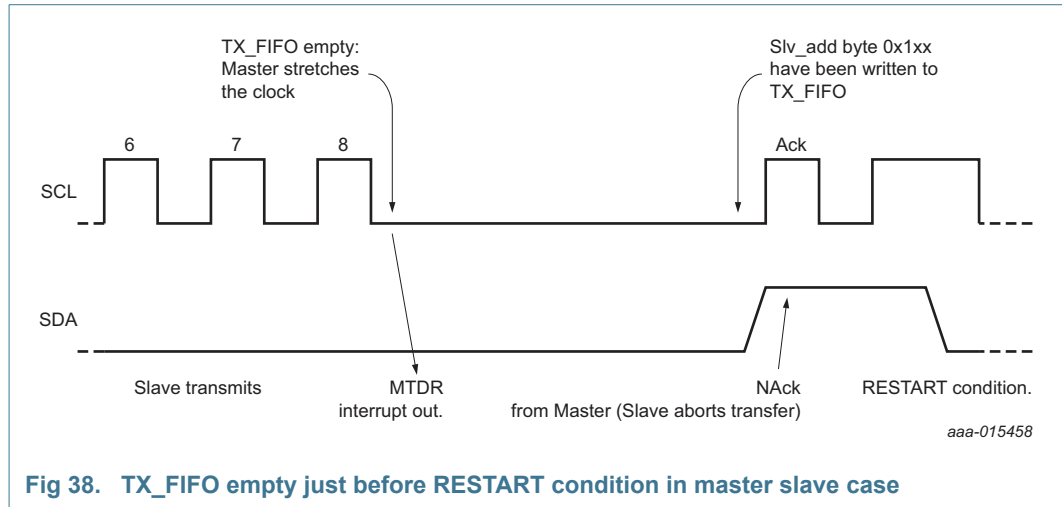 TX_FIFO empty:
Master stretches
the clock
Slv_add byte 0x1xx
have been written to
TX_FIFO
6
7
8
Ack
SCL
SDA
Slave transmits
MTDR
interrupt out.
NAck
from Master (Slave aborts transfer)
RESTART condition.
aaa-015458
Fig 38. TX_FIFO empty just before RESTART condition in master slave case